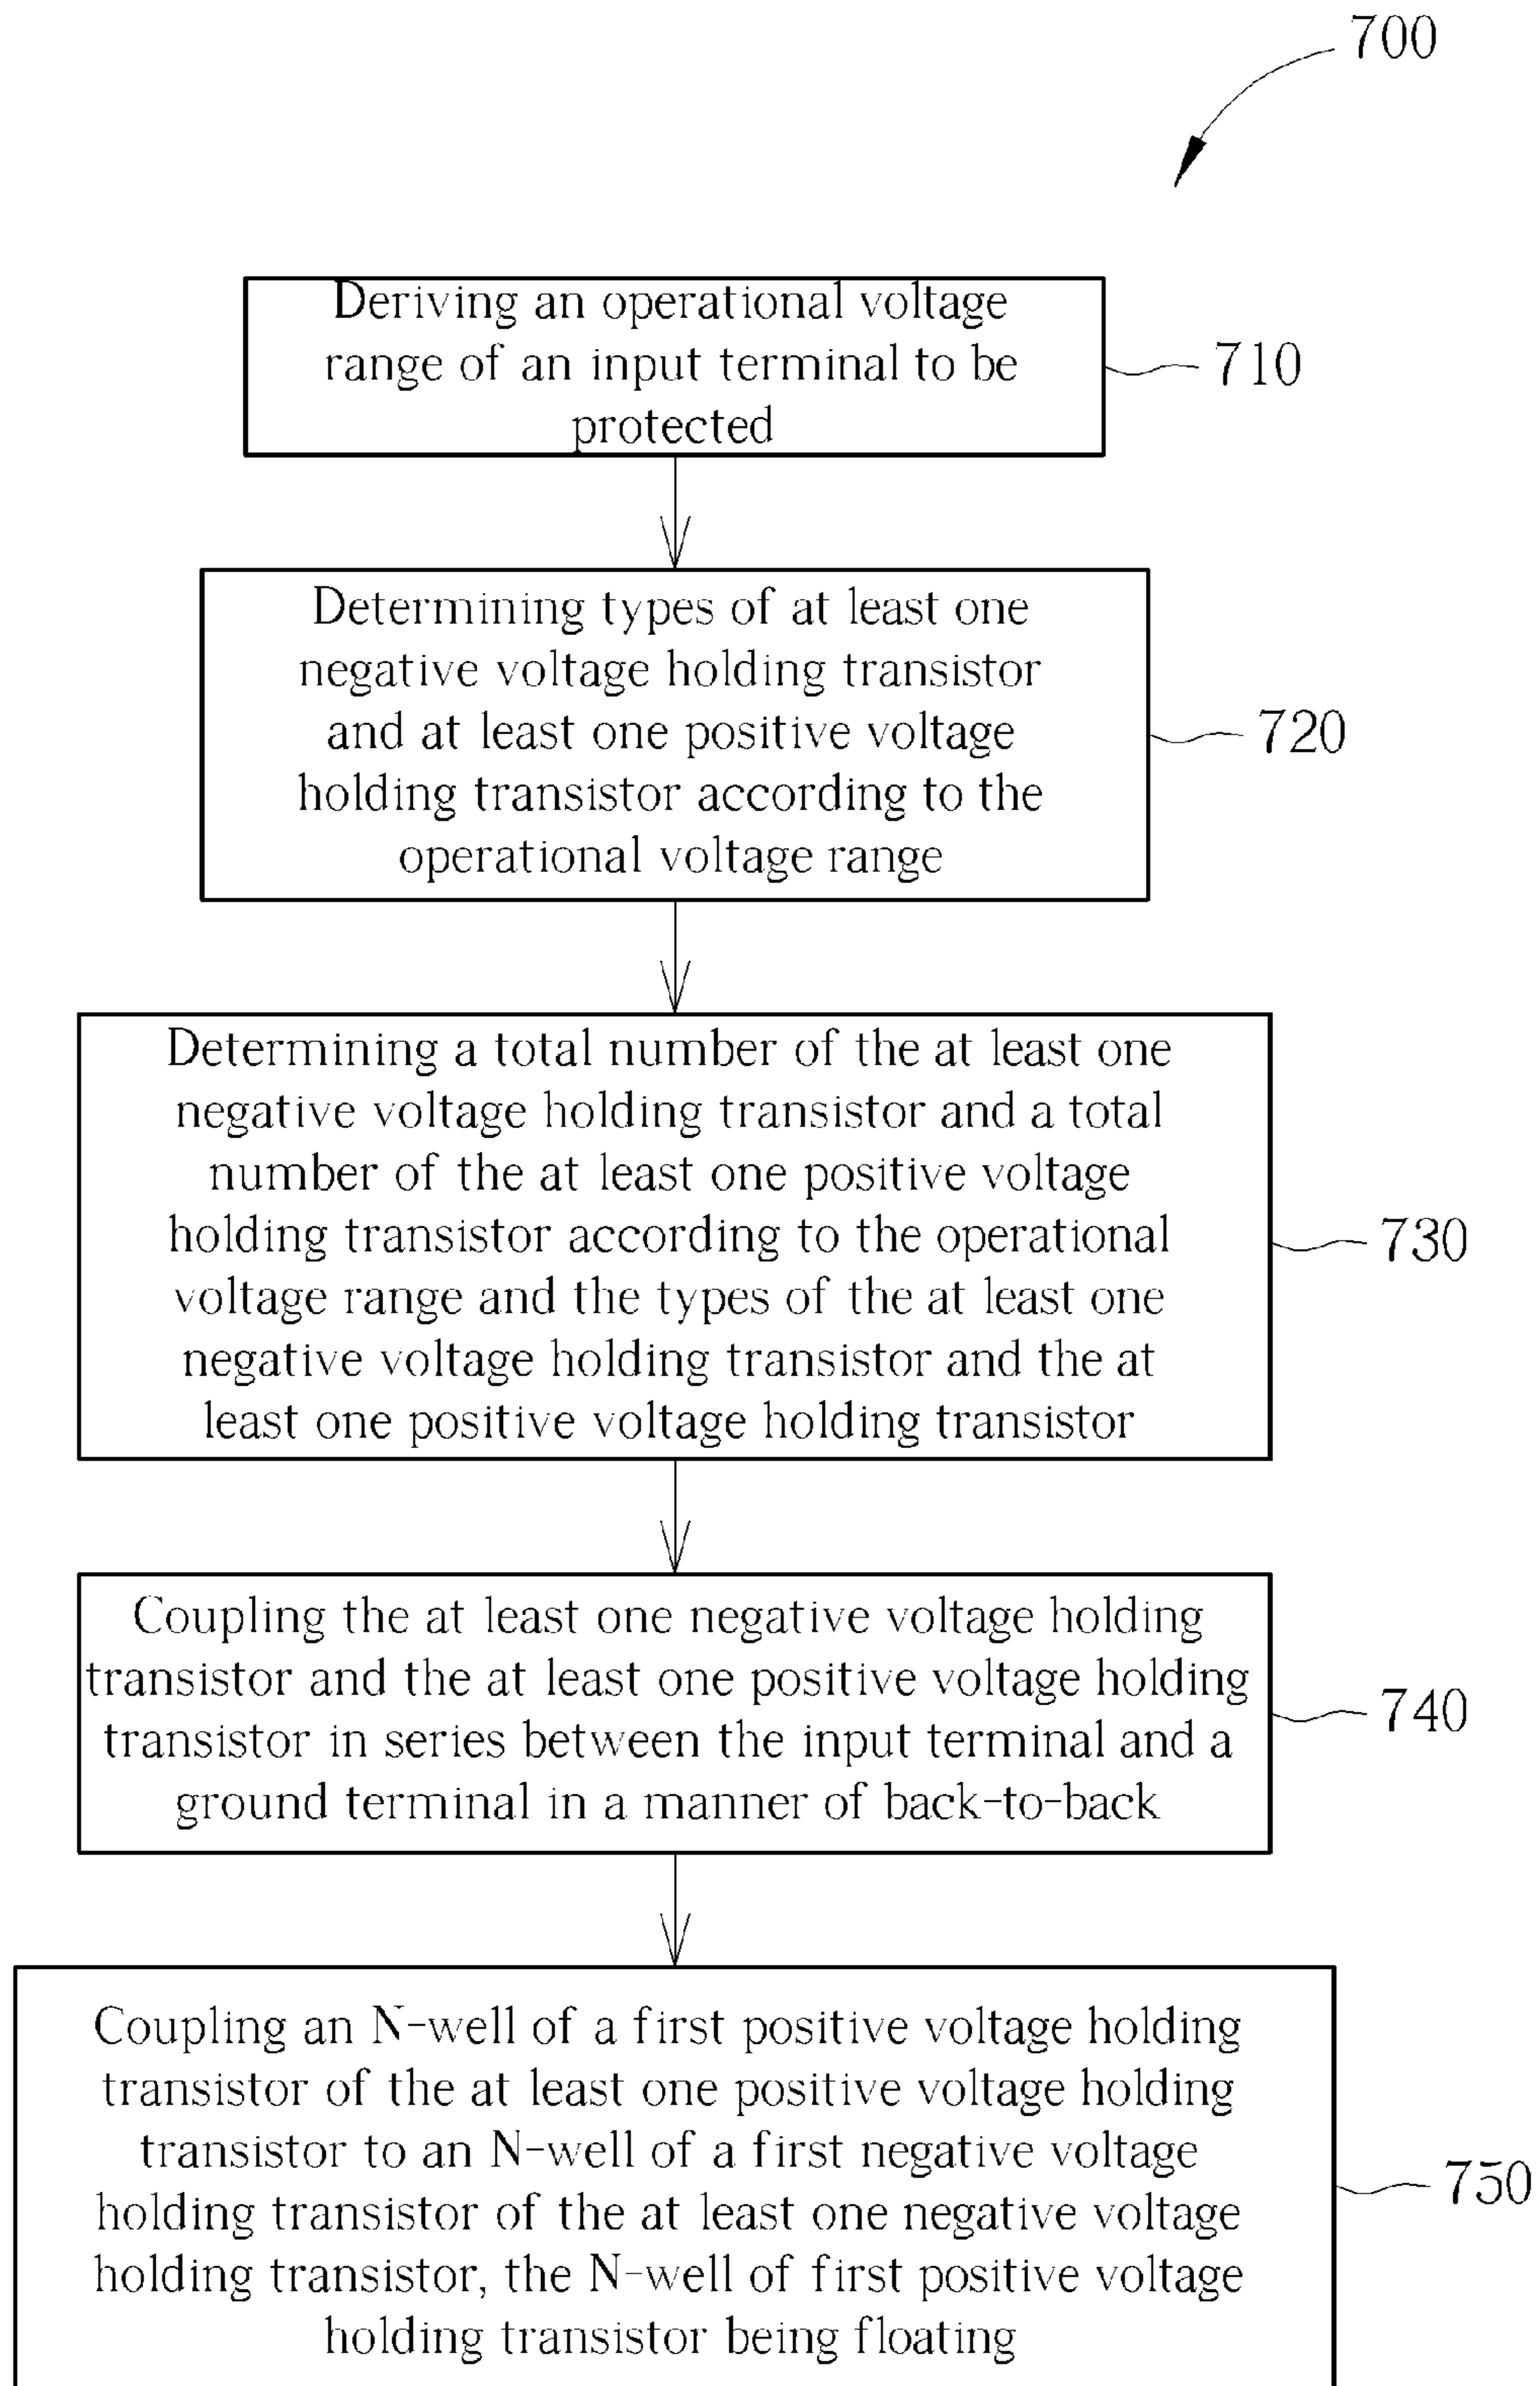 700
Deriving an operational voltage
range of an input terminal to be
protected
710
Determining types of at least one
negative voltage holding transistor
and at least one positive voltage
holding transistor according to the
operational voltage range
720
Determining a total number of the at least one
negative voltage holding transistor and a total
number of the at least one positive voltage
holding transistor according to the operational
voltage range and the types of the at least one
negative voltage holding transistor and the at
least one positive voltage holding transistor
730
Coupling the at least one negative voltage holding
transistor and the at least one positive voltage holding
transistor in series between the input terminal and a
ground terminal in a manner of back-to-back
740
Coupling an N-well of a first positive voltage holding
transistor of the at least one positive voltage holding
transistor to an N-well of a first negative voltage
holding transistor of the at least one negative voltage
holding transistor, the N-well of first positive voltage
holding transistor being floating
750